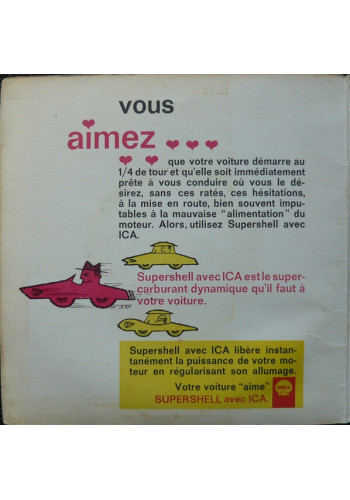 vous
aimez
que votre voiture démarre au
1/4 de tour et qu'elle soit immédiatement
prête à vous conduire où vous le dé-
sirez, sans ces ratés, ces hésitations,
à la mise en route, bien souvent impu-
tables à la mauvaise "alimentation" du
moteur. Alors, utilisez Supershell avec
ICA.
Supershell avec ICA est le super-
carburant dynamique qu'il faut à
votre voiture.
Supershell avec ICA libère instan-
tanément la puissance de votre mo-
teur en régularisant son allumage.
Votre voiture "aime"
SUPERSHELL avec ICA.
SHELL